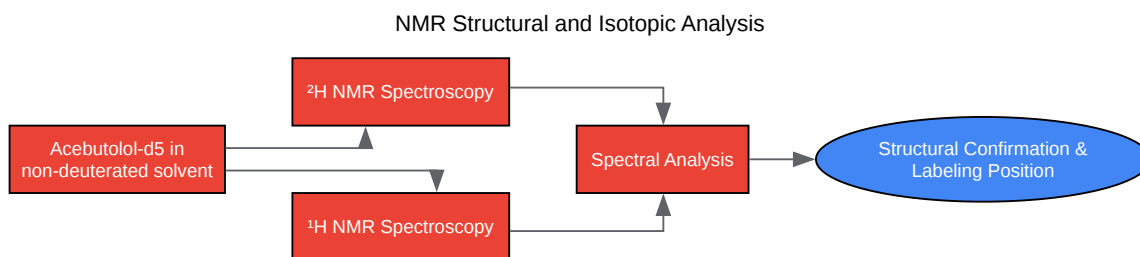 NMR Structural and Isotopic Analysis
²H NMR Spectroscopy
Acebutolol-d5 in
non-deuterated solvent
Spectral Analysis
Structural Confirmation &
Labeling Position
¹H NMR Spectroscopy